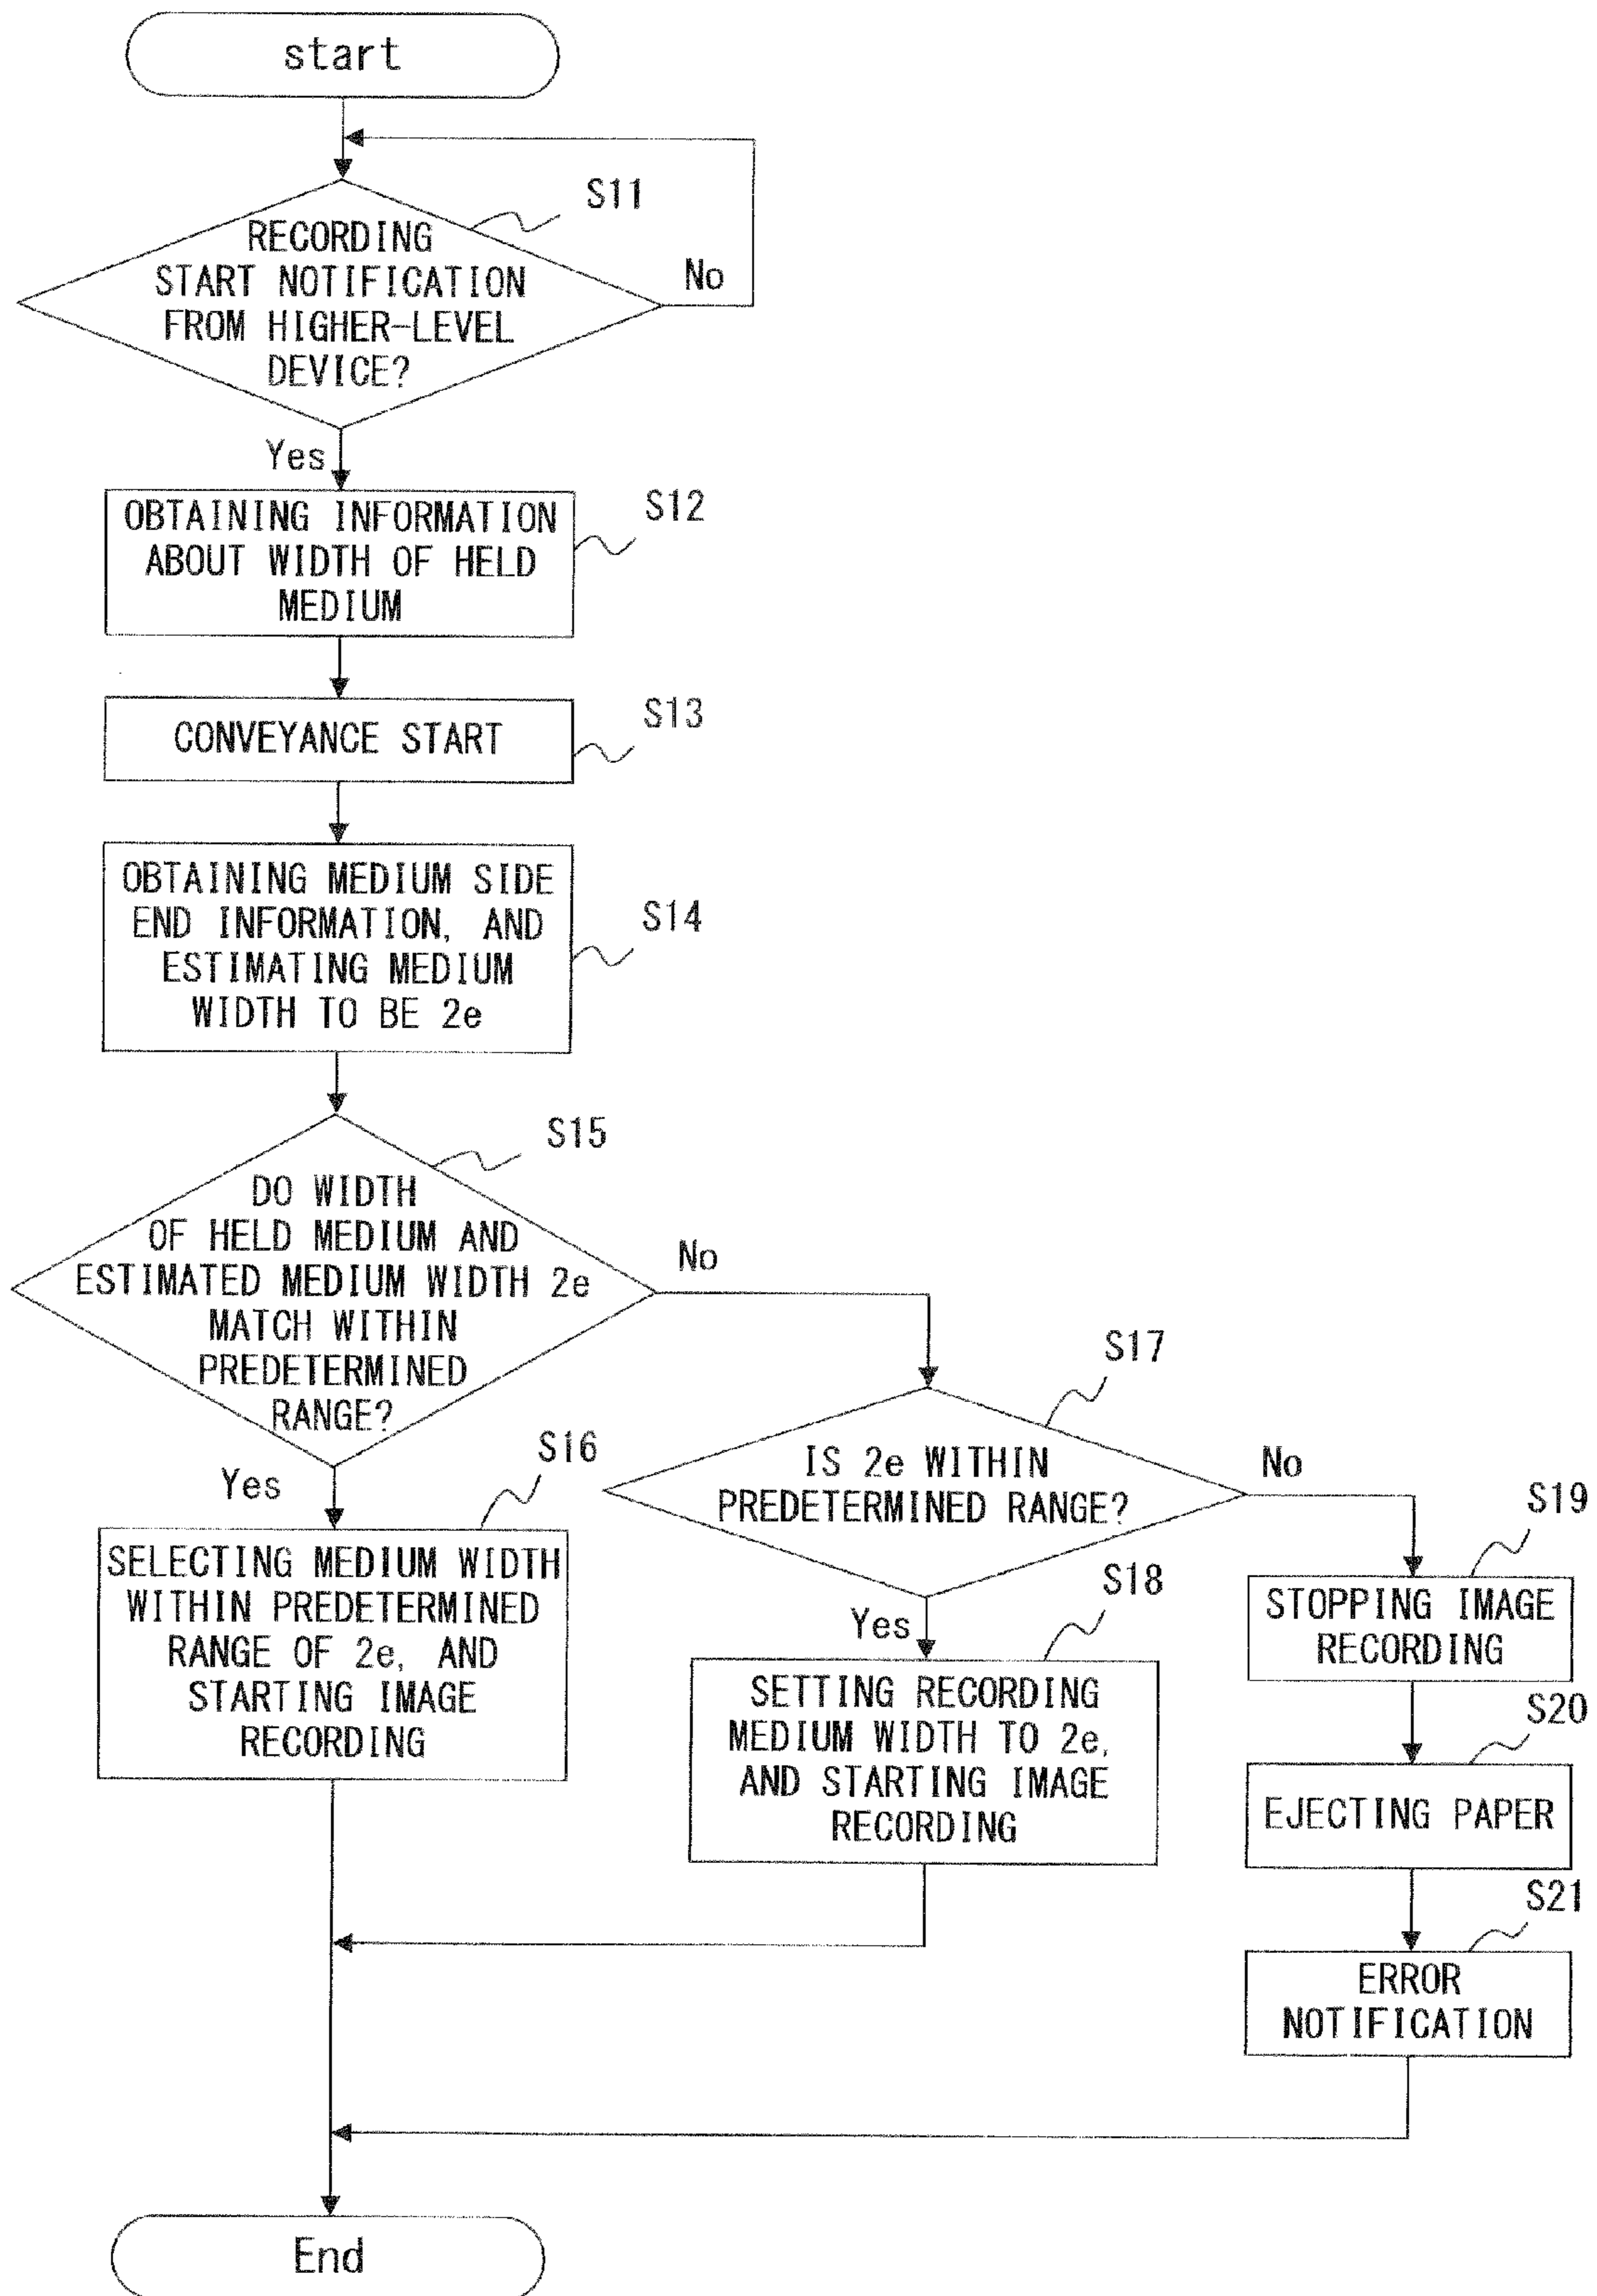 start
S11
RECORDING
START NOTIFICATION
FROM HIGHER-LEVEL
DEVICE?
No
Yes
S12
OBTAINING INFORMATION
ABOUT WIDTH OF HELD
MEDIUM
S13
CONVEYANCE START
S14
OBTAINING MEDIUM SIDE
END INFORMATION, AND
ESTIMATING MEDIUM
WIDTH TO BE 2e
S15
DO WIDTH
OF HELD MEDIUM AND
ESTIMATED MEDIUM WIDTH 2e
MATCH WITHIN
PREDETERMINED
RANGE?
No
Yes
S16
SELECTING MEDIUM WIDTH
WITHIN PREDETERMINED
RANGE OF 2e, AND
STARTING IMAGE
RECORDING
S17
IS 2e WITHIN
PREDETERMINED RANGE?
No
Yes
S18
SETTING RECORDING
MEDIUM WIDTH TO 2e,
AND STARTING IMAGE
RECORDING
S19
STOPPING IMAGE
RECORDING
S20
EJECTING PAPER
S21
ERROR
NOTIFICATION
End